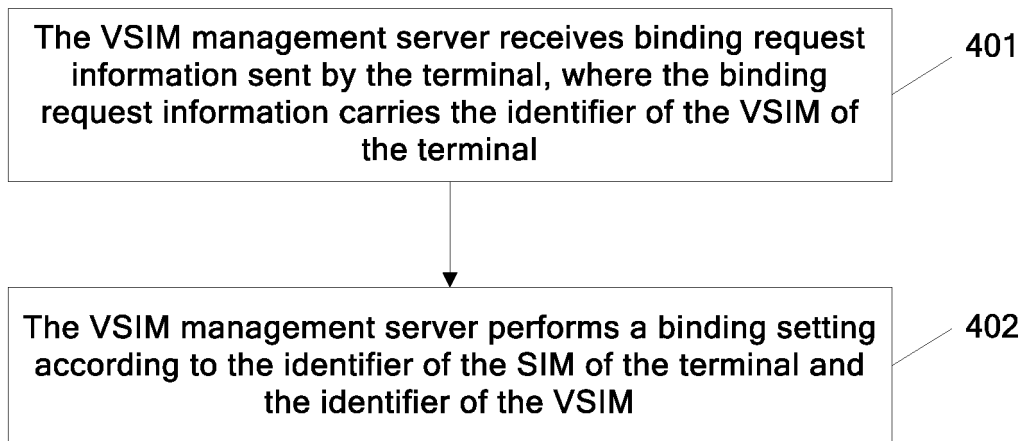 The VSIM management server receives binding request
information sent by the terminal, where the binding
request information carries the identifier of the VSIM of
the terminal
401
The VSIM management server performs a binding setting
according to the identifier of the SIM of the terminal and
the identifier of the VSIM
402